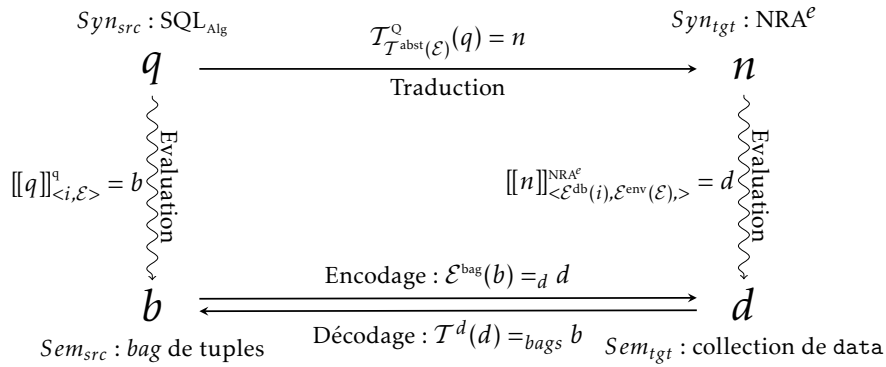 Syn_src : SQL_Alg
Syn_tgt : NRA^e
𝒯^Q_{𝒯^abst(ℰ)}(q) = n
q
n
Traduction
Evaluation
Evaluation
[[q]]^q_{<i,ℰ>} = b
[[n]]^{NRA^e}_{<ℰ^db(i),ℰ^env(ℰ),>} = d
Encodage : ℰ^bag(b) =_d d
b
d
Décodage : 𝒯^d(d) =_bags b
Sem_src : bag de tuples
Sem_tgt : collection de data